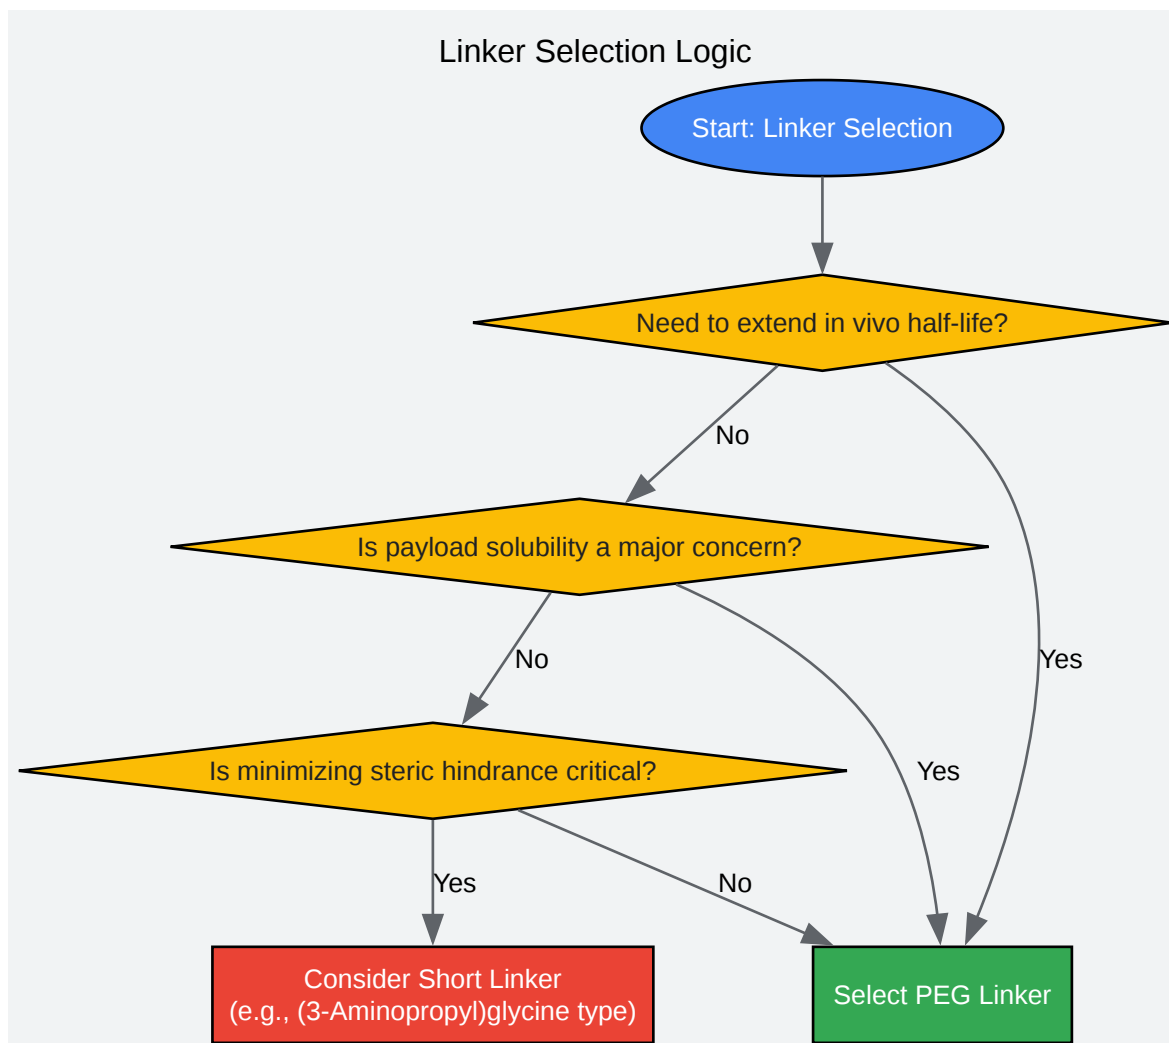 Linker Selection Logic
Start: Linker Selection
Need to extend in vivo half-life?
No
Is payload solubility a major concern?
No
Yes
Is minimizing steric hindrance critical?
Yes
Yes
No
Consider Short Linker
(e.g., (3-Aminopropyl)glycine type)
Select PEG Linker